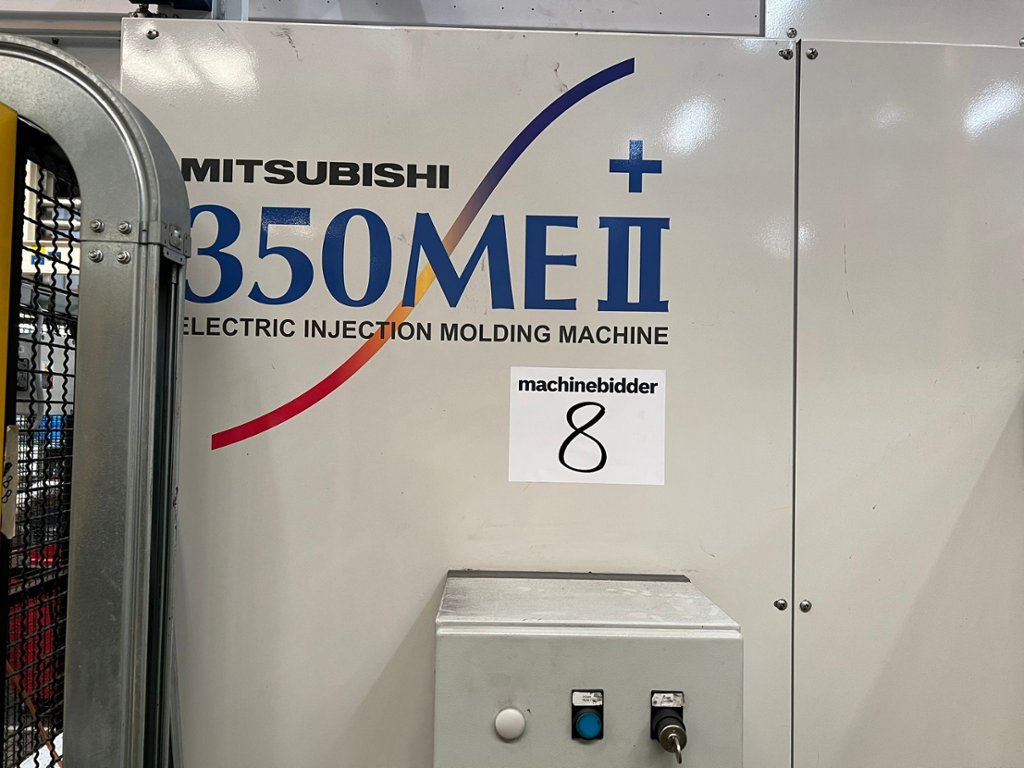 MITSUBISHI
+
350MEII
ELECTRIC INJECTION MOLDING MACHINE
machinebidder
8